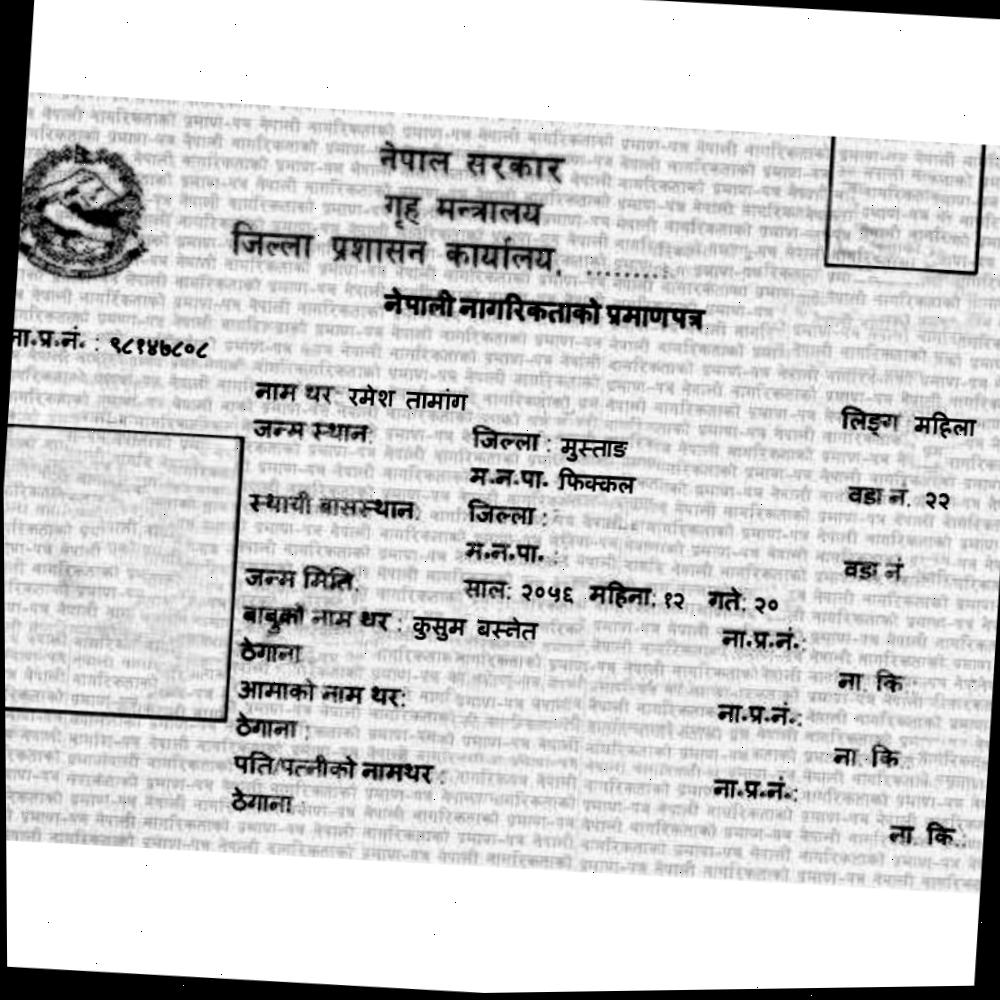 नेपाल सरकार
गृह मन्त्रालय
जिल्ला प्रशासन कार्यालय, ..........
नेपाली नागरिकताको प्रमाणपत्र
ना.प्र.नं. : ९८१४७८०८
नाम थर: रमेश तामांग लिङ्ग महिला
जन्म स्थान: जिल्ला : मुस्ताङ
म.न.पा. फिक्कल वडा नं. २२
स्थायी बासस्थान: जिल्ला :
म.न.पा. : वडा नं.
जन्म मिति: साल: २०५६ महिना: १२ गते: २०
बाबुको नाम थर : कुसुम बस्नेत ना.प्र.नं.:
ठेगाना ना. कि.
आमाको नाम थर: ना.प्र.नं.:
ठेगाना : ना. कि.:
पति/पत्नीको नामथर : ना.प्र.नं.:
ठेगाना : ना. कि.: